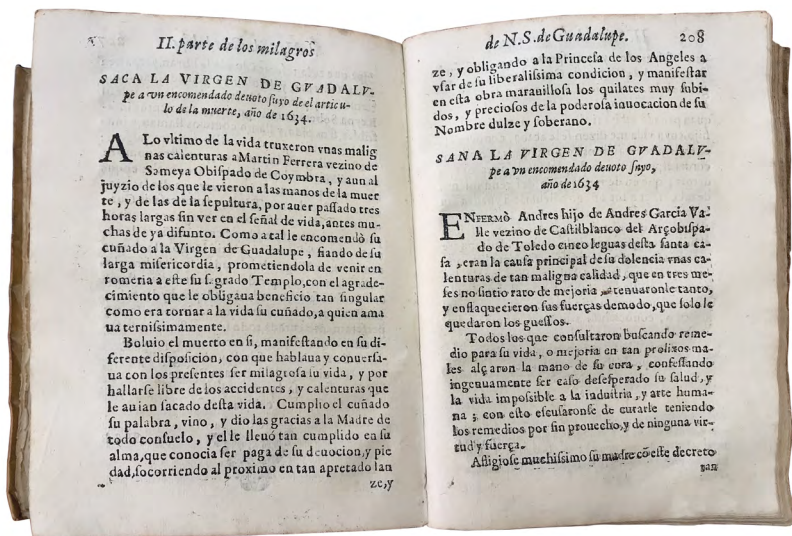 II. parte de los milagros
SACA LA VIRGEN DE GVADALV-
pe a vn encomendado deuoto suyo de el articu-
lo de la muerte, año de 1634.
A Lo vltimo de la vida truxeron vnas malig
nas calenturas a Martin Ferrera vezino de
Someya Obispado de Coymbra, y aun al
juyzio de los que le vieron a las manos de la muer
te, y de las de la sepultura, por auer passado tres
horas largas sin ver en el señal de vida, antes mu-
chas de ya difunto. Como a tal le encomendò su
cuñado a la Virgen de Guadalupe, fiando de su
larga misericordia, prometiendola de venir en
romeria a este su sagrado Templo, con el agrade-
cimiento que le obligaua beneficio tan singular
como era tornar a la vida su cuñado, a quien ama
ua ternissimamente.
Boluio el muerto en si, manifestando en su di-
ferente disposicion, con que hablaua y conuersa-
ua con los presentes ser milagrosa su vida, y por
hallarse libre de los accidentes, y calenturas que
le auian sacado desta vida. Cumplio el cuñado
su palabra, vino, y dio las gracias a la Madre de
todo consuelo, y el le lleuò tan cumplido en su
alma, que conocia ser paga de su deuocion, y pie
dad, socorriendo al proximo en tan apretado lan
ze, y
de N.S. de Guadalupe. 208
ze, y obligando a la Princesa de los Angeles a
vsar de su liberalissima condicion, y manifestar
en esta obra marauillosa los quilates muy subi-
dos, y preciosos de la poderosa inuocacion de su
Nombre dulze y soberano.
SANA LA VIRGEN DE GVADALV-
pe a vn encomendado deuoto suyo,
año de 1634
ENFERMÒ Andres hijo de Andres Garcia Va-
lle vezino de Castilblanco del Arçobispa-
do de Toledo cinco leguas desta santa ca-
sa, eran la causa principal de su dolencia vnas ca-
lenturas de tan maligna calidad, que en tres me-
ses no sintio rato de mejoria, atenuaronle tanto,
y enflaquecieron sus fuerças demodo, que solo le
quedaron los guessos.
Todos los que consultaron buscando reme-
dio para su vida, o mejoria en tan prolixos ma-
les alçaron la mano de su cura, confessando
ingenuamente ser caso desesperado su salud, y
la vida impossible a la industria, y arte huma-
na; con esto escusaronse de curarle teniendo
los remedios por sin prouecho, y de ninguna vir-
tud y fuerça.
Afligiose muchissimo su madre cõ este decreto
tan